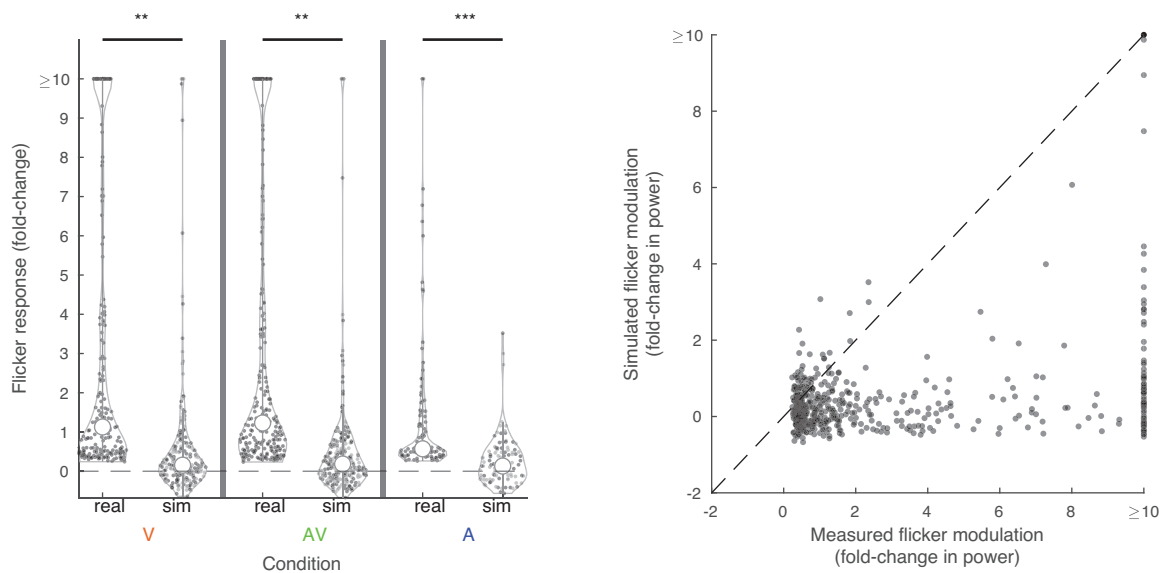 ** ** ***
≥10
9
8
7
6
5
4
3
2
1
0
Flicker response (fold-change)
real sim real sim real sim
V AV A
Condition
≥10
8
6
4
2
0
-2
Simulated flicker modulation
(fold-change in power)
-2 0 2 4 6 8 ≥10
Measured flicker modulation
(fold-change in power)